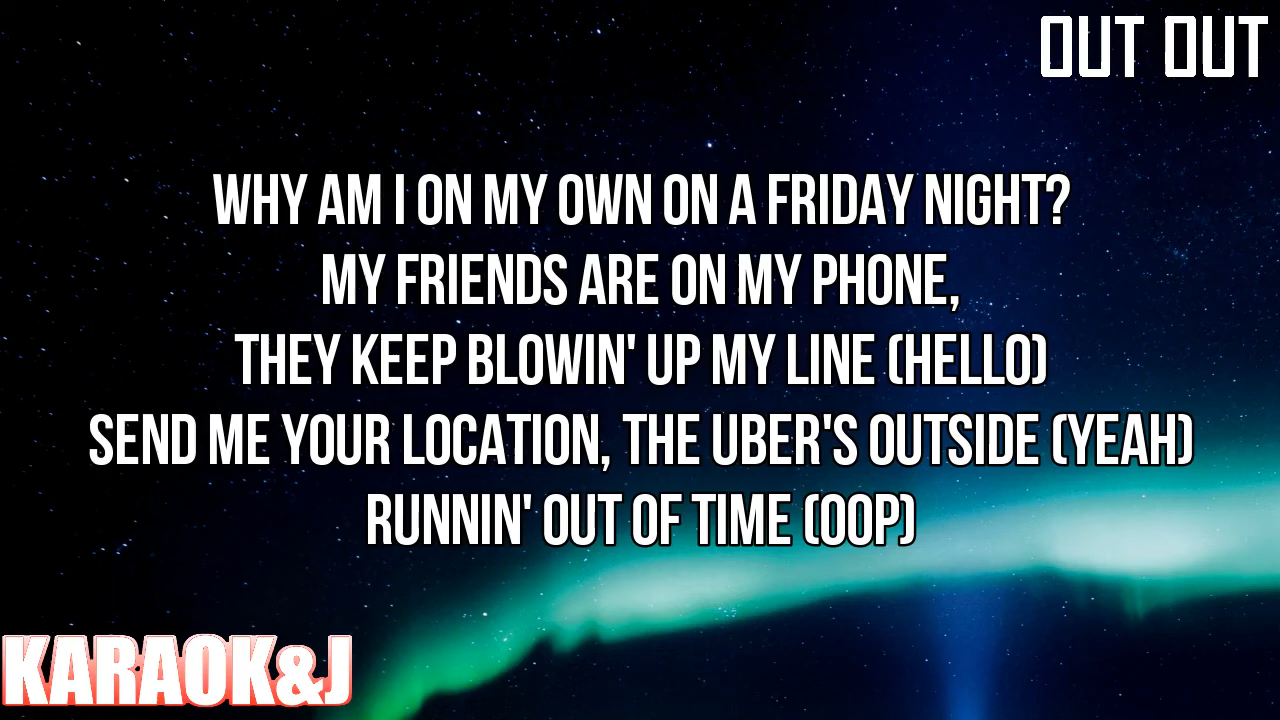 OUT OUT
WHY AM I ON MY OWN ON A FRIDAY NIGHT?
MY FRIENDS ARE ON MY PHONE,
THEY KEEP BLOWIN' UP MY LINE (HELLO)
SEND ME YOUR LOCATION, THE UBER'S OUTSIDE (YEAH)
RUNNIN' OUT OF TIME (OOP)
KARAOK&J